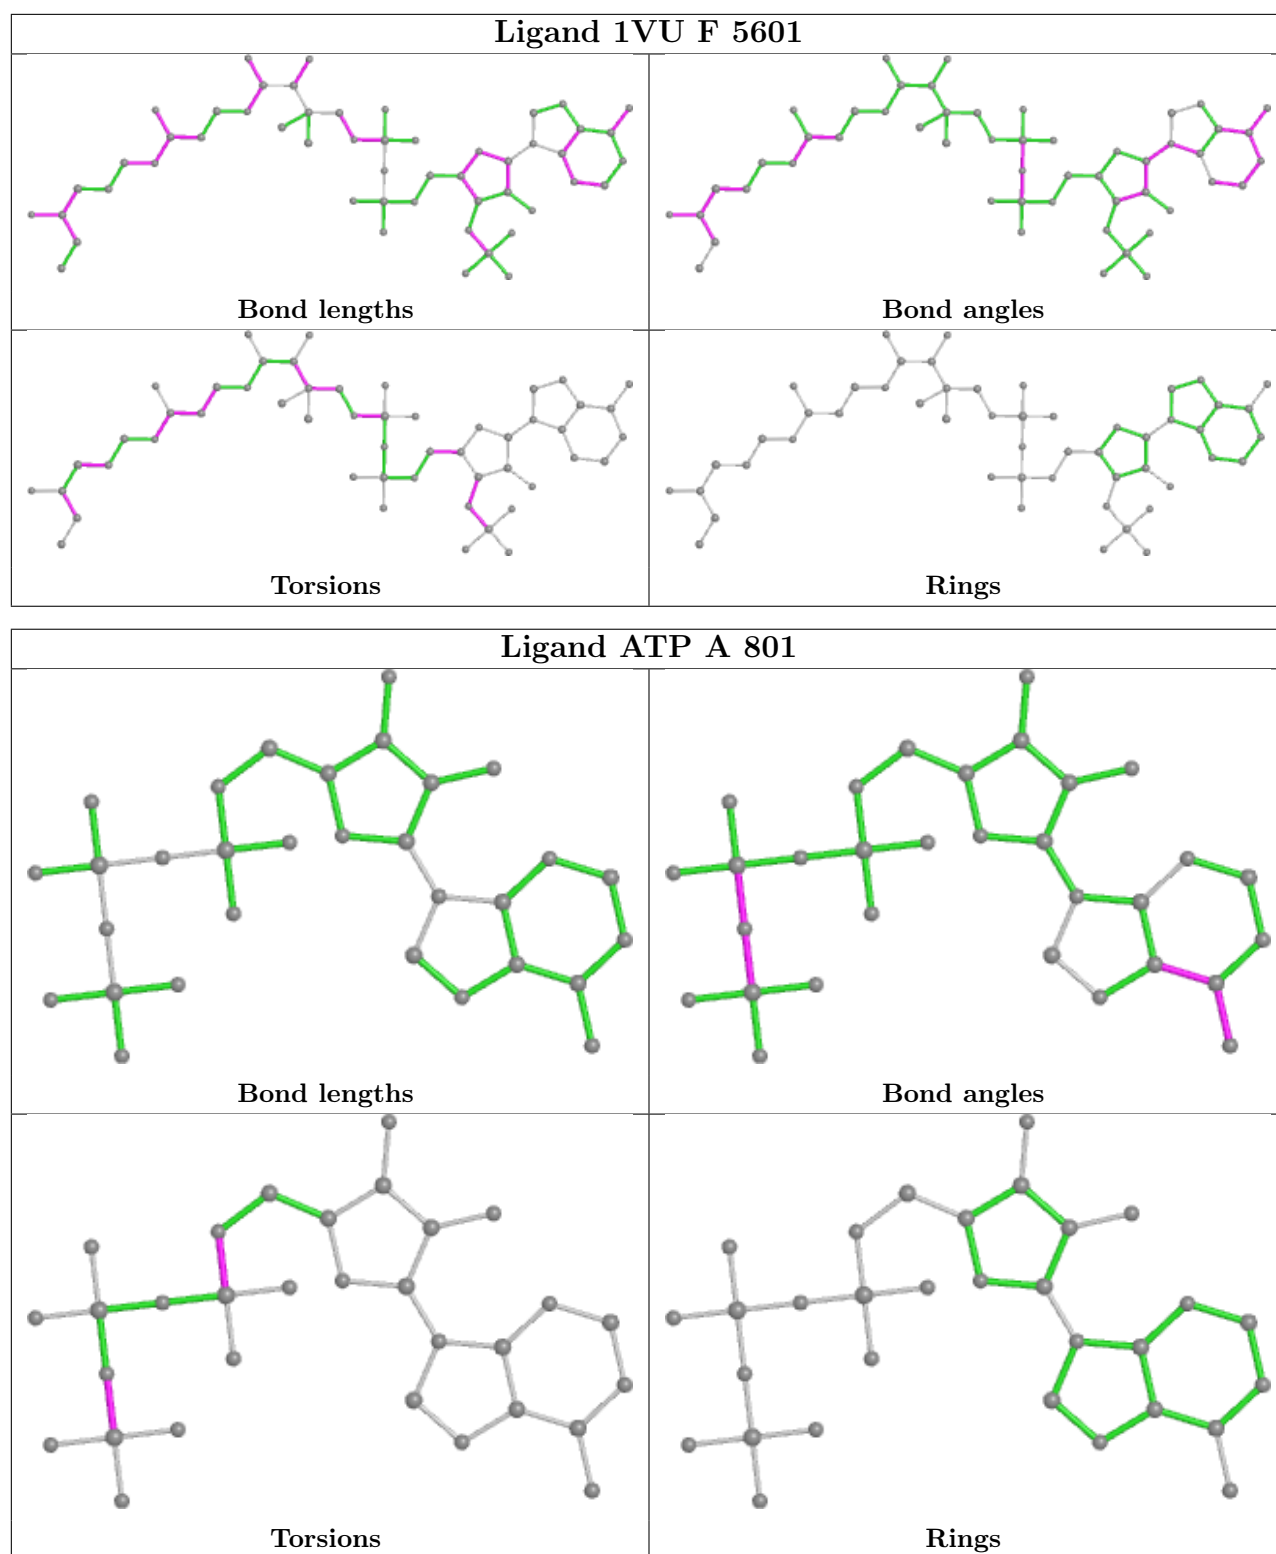 Ligand 1VU F 5601
Bond lengths
Bond angles
Torsions
Rings
Ligand ATP A 801
Bond lengths
Bond angles
Torsions
Rings